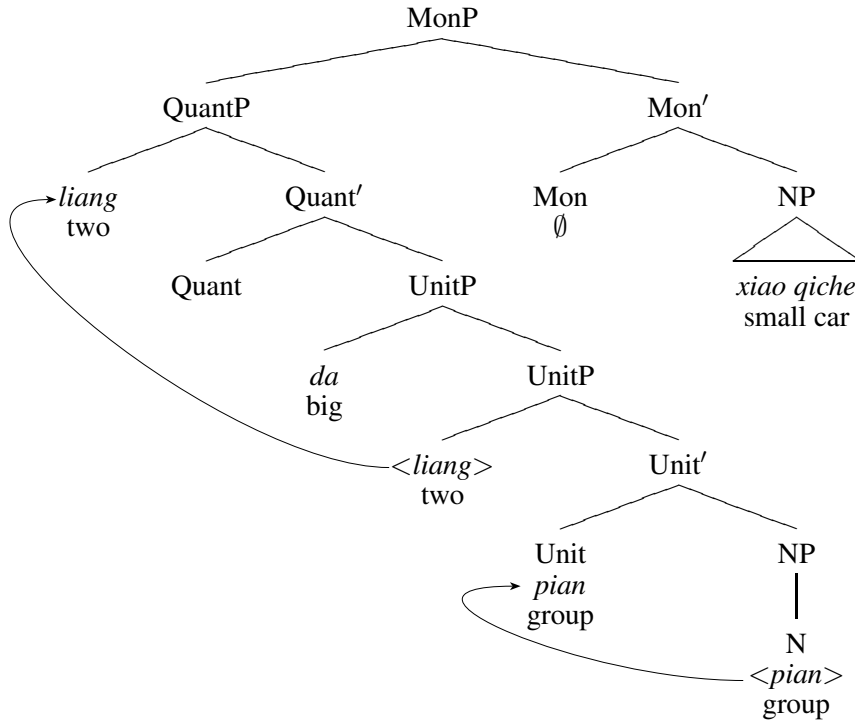 MonP
QuantP Mon′
liang Quant′ Mon NP
two ∅
Quant UnitP xiao qiche
small car
da UnitP
big
<liang> Unit′
two
Unit NP
pian
group N
<pian>
group